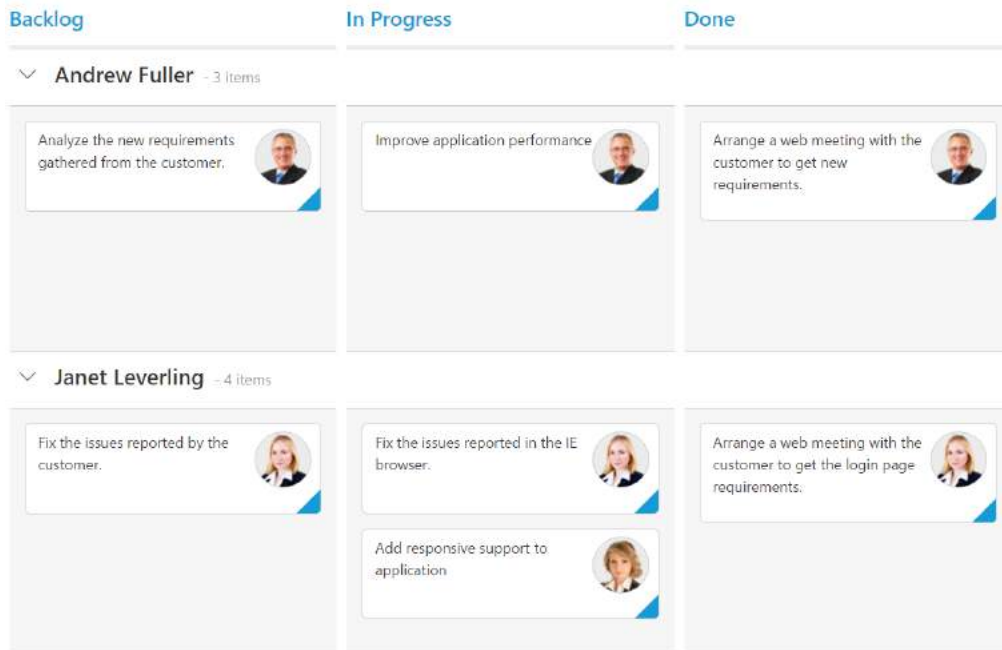 Backlog
In Progress
Done
Andrew Fuller - 3 items
Analyze the new requirements
gathered from the customer.
Improve application performance
Arrange a web meeting with the
customer to get new
requirements.
Janet Leverling - 4 items
Fix the issues reported by the
customer.
Fix the issues reported in the IE
browser.
Add responsive support to
application
Arrange a web meeting with the
customer to get the login page
requirements.